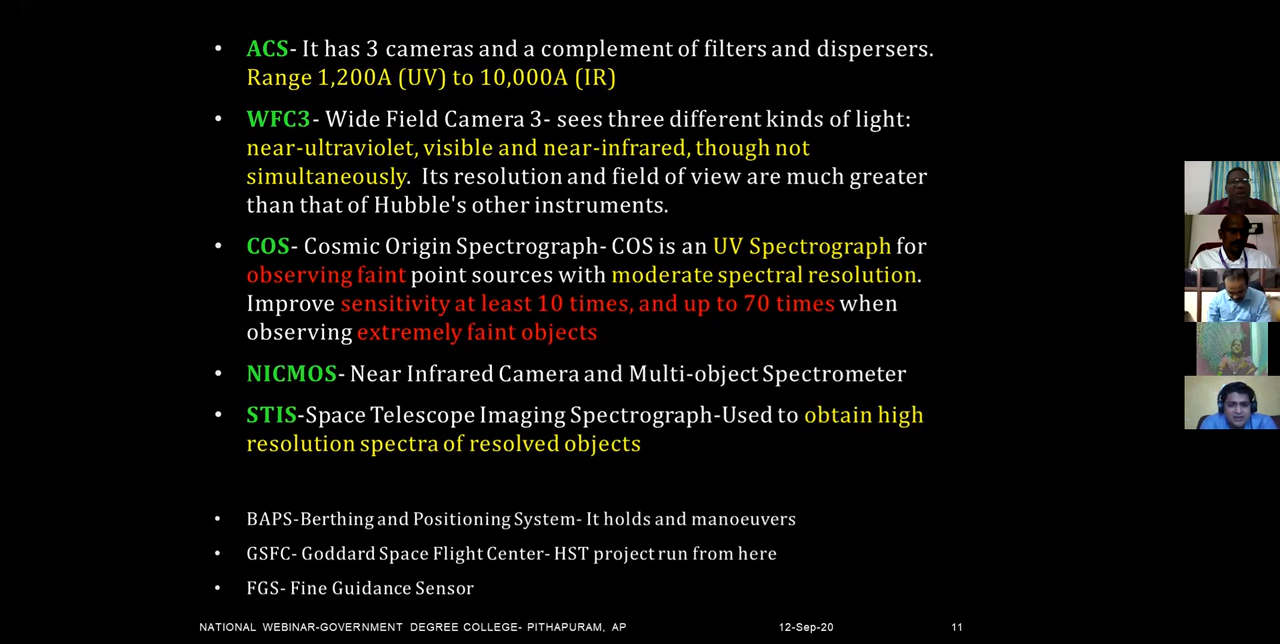 • ACS- It has 3 cameras and a complement of filters and dispersers.
Range 1,200A (UV) to 10,000A (IR)
• WFC3- Wide Field Camera 3- sees three different kinds of light:
near-ultraviolet, visible and near-infrared, though not
simultaneously. Its resolution and field of view are much greater
than that of Hubble's other instruments.
• COS- Cosmic Origin Spectrograph- COS is an UV Spectrograph for
observing faint point sources with moderate spectral resolution.
Improve sensitivity at least 10 times, and up to 70 times when
observing extremely faint objects
• NICMOS- Near Infrared Camera and Multi-object Spectrometer
• STIS-Space Telescope Imaging Spectrograph-Used to obtain high
resolution spectra of resolved objects
• BAPS-Berthing and Positioning System- It holds and manoeuvers
• GSFC- Goddard Space Flight Center- HST project run from here
• FGS- Fine Guidance Sensor
NATIONAL WEBINAR-GOVERNMENT DEGREE COLLEGE- PITHAPURAM, AP 12-Sep-20 11